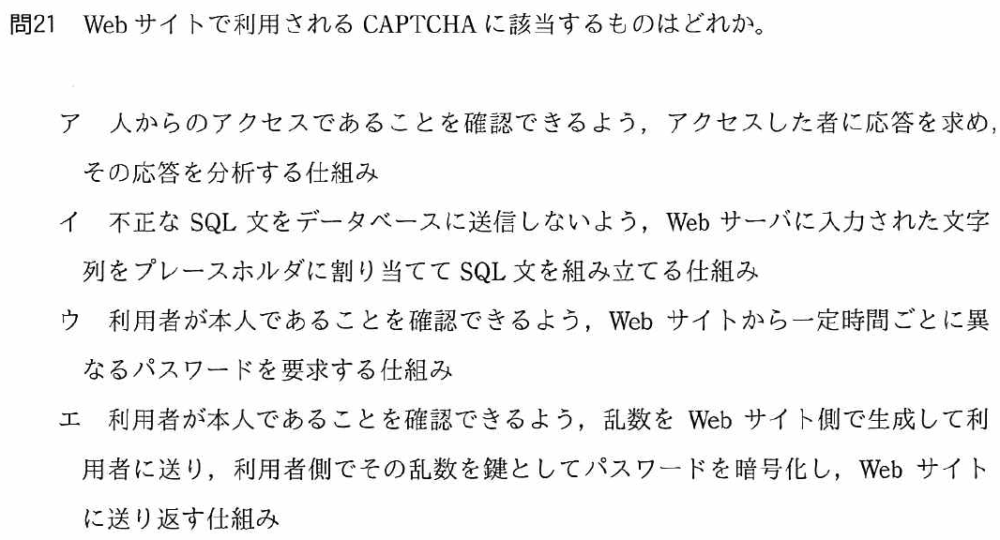 問21 Web サイトで利用される CAPTCHA に該当するものはどれか。
ア 人からのアクセスであることを確認できるよう，アクセスした者に応答を求め，
その応答を分析する仕組み
イ 不正な SQL 文をデータベースに送信しないよう，Web サーバに入力された文字
列をプレースホルダに割り当てて SQL 文を組み立てる仕組み
ウ 利用者が本人であることを確認できるよう，Web サイトから一定時間ごとに異
なるパスワードを要求する仕組み
エ 利用者が本人であることを確認できるよう，乱数を Web サイト側で生成して利
用者に送り，利用者側でその乱数を鍵としてパスワードを暗号化し，Web サイト
に送り返す仕組み